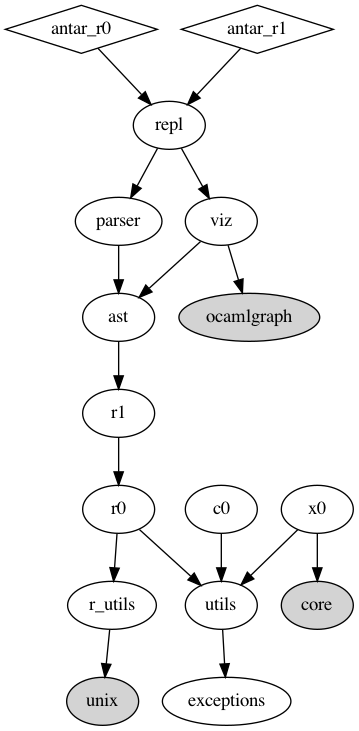 antar_r0
antar_r1
repl
parser
viz
ast
ocamlgraph
r1
r0
c0
x0
r_utils
utils
core
unix
exceptions